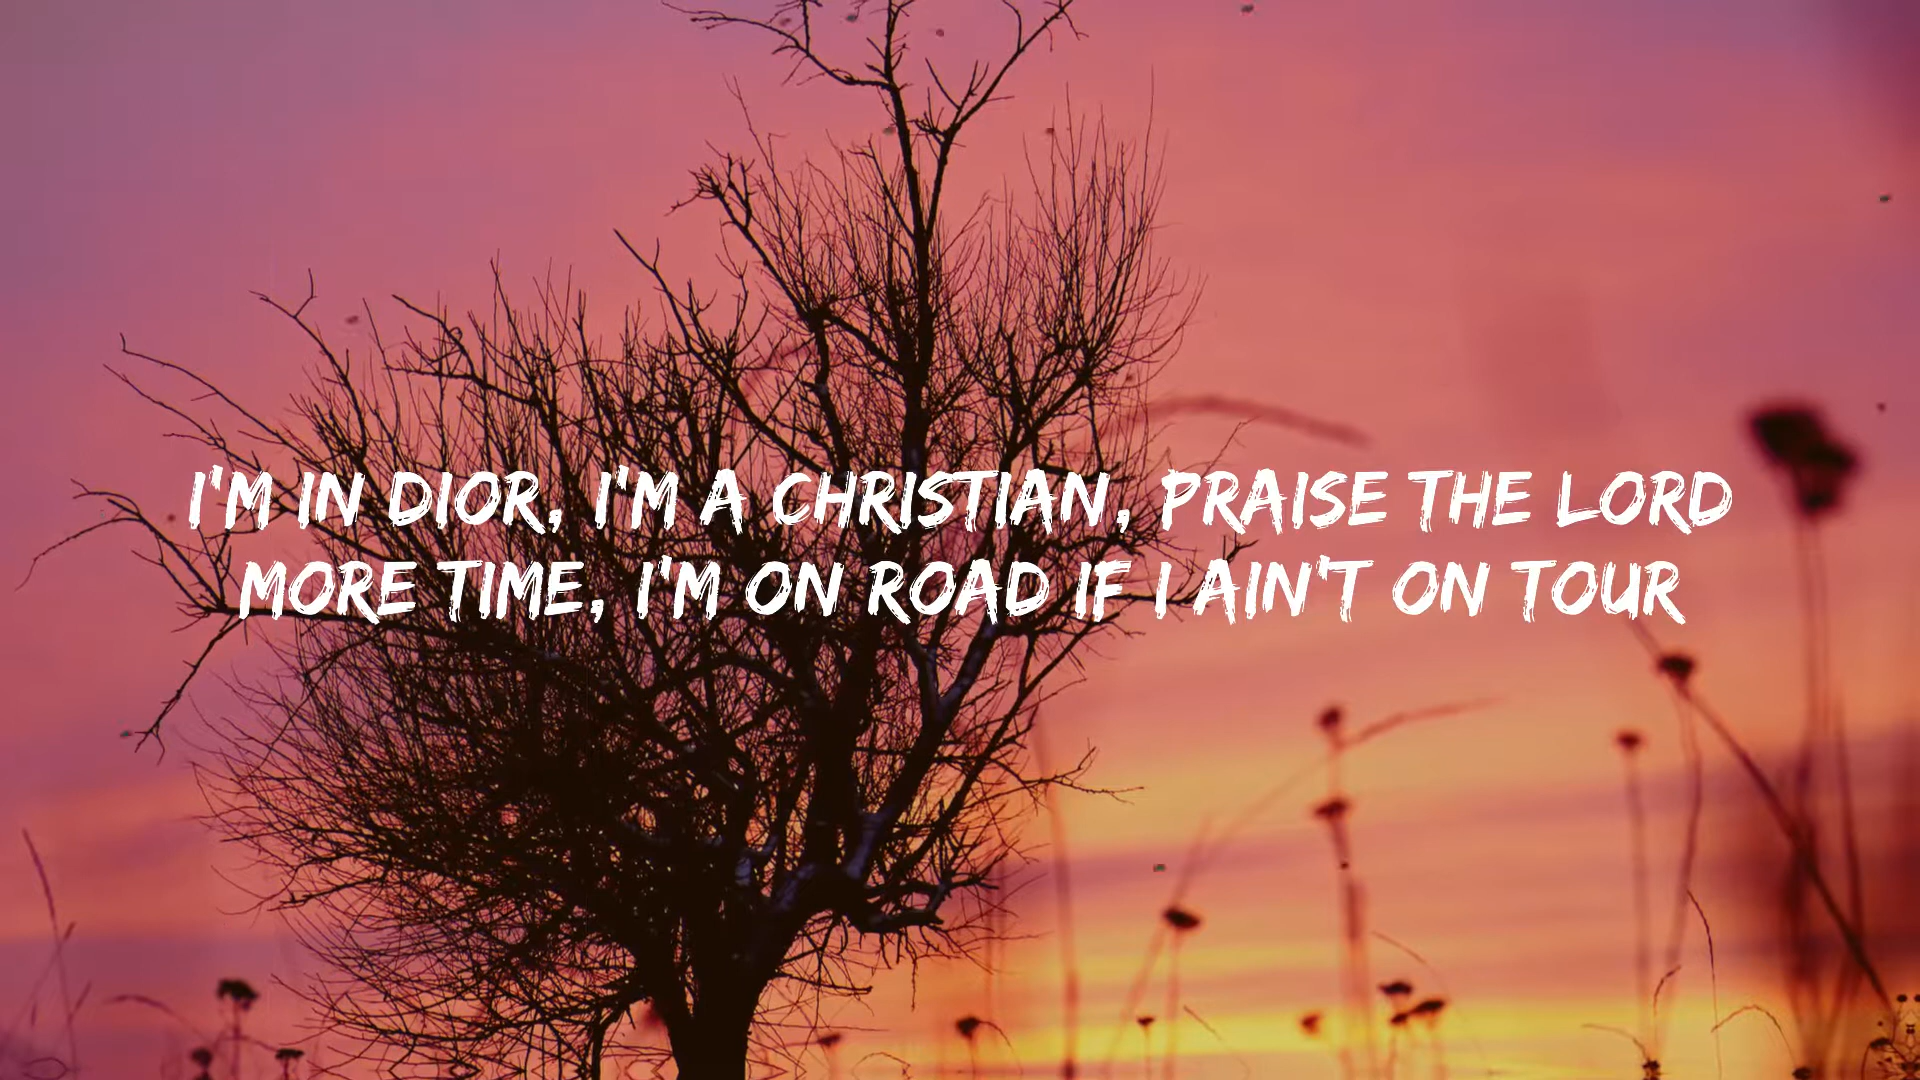 I'M IN DIOR, I'M A CHRISTIAN, PRAISE THE LORD
MORE TIME, I'M ON ROAD IF I AIN'T ON TOUR